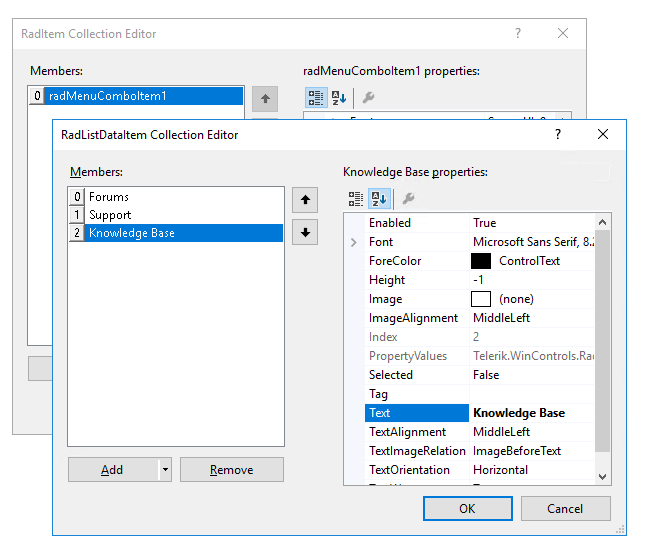 RadItem Collection Editor
?
Members:
radMenuComboItem1 properties:
0 radMenuComboItem1
RadListDataItem Collection Editor
?
Members:
Knowledge Base properties:
0 Forums
1 Support
2 Knowledge Base
Enabled True
Font Microsoft Sans Serif, 8.2
ForeColor ControlText
Height -1
Image (none)
ImageAlignment MiddleLeft
Index 2
PropertyValues Telerik.WinControls.Rad
Selected False
Tag
Text Knowledge Base
TextAlignment MiddleLeft
TextImageRelation ImageBeforeText
TextOrientation Horizontal
Add
Remove
OK
Cancel